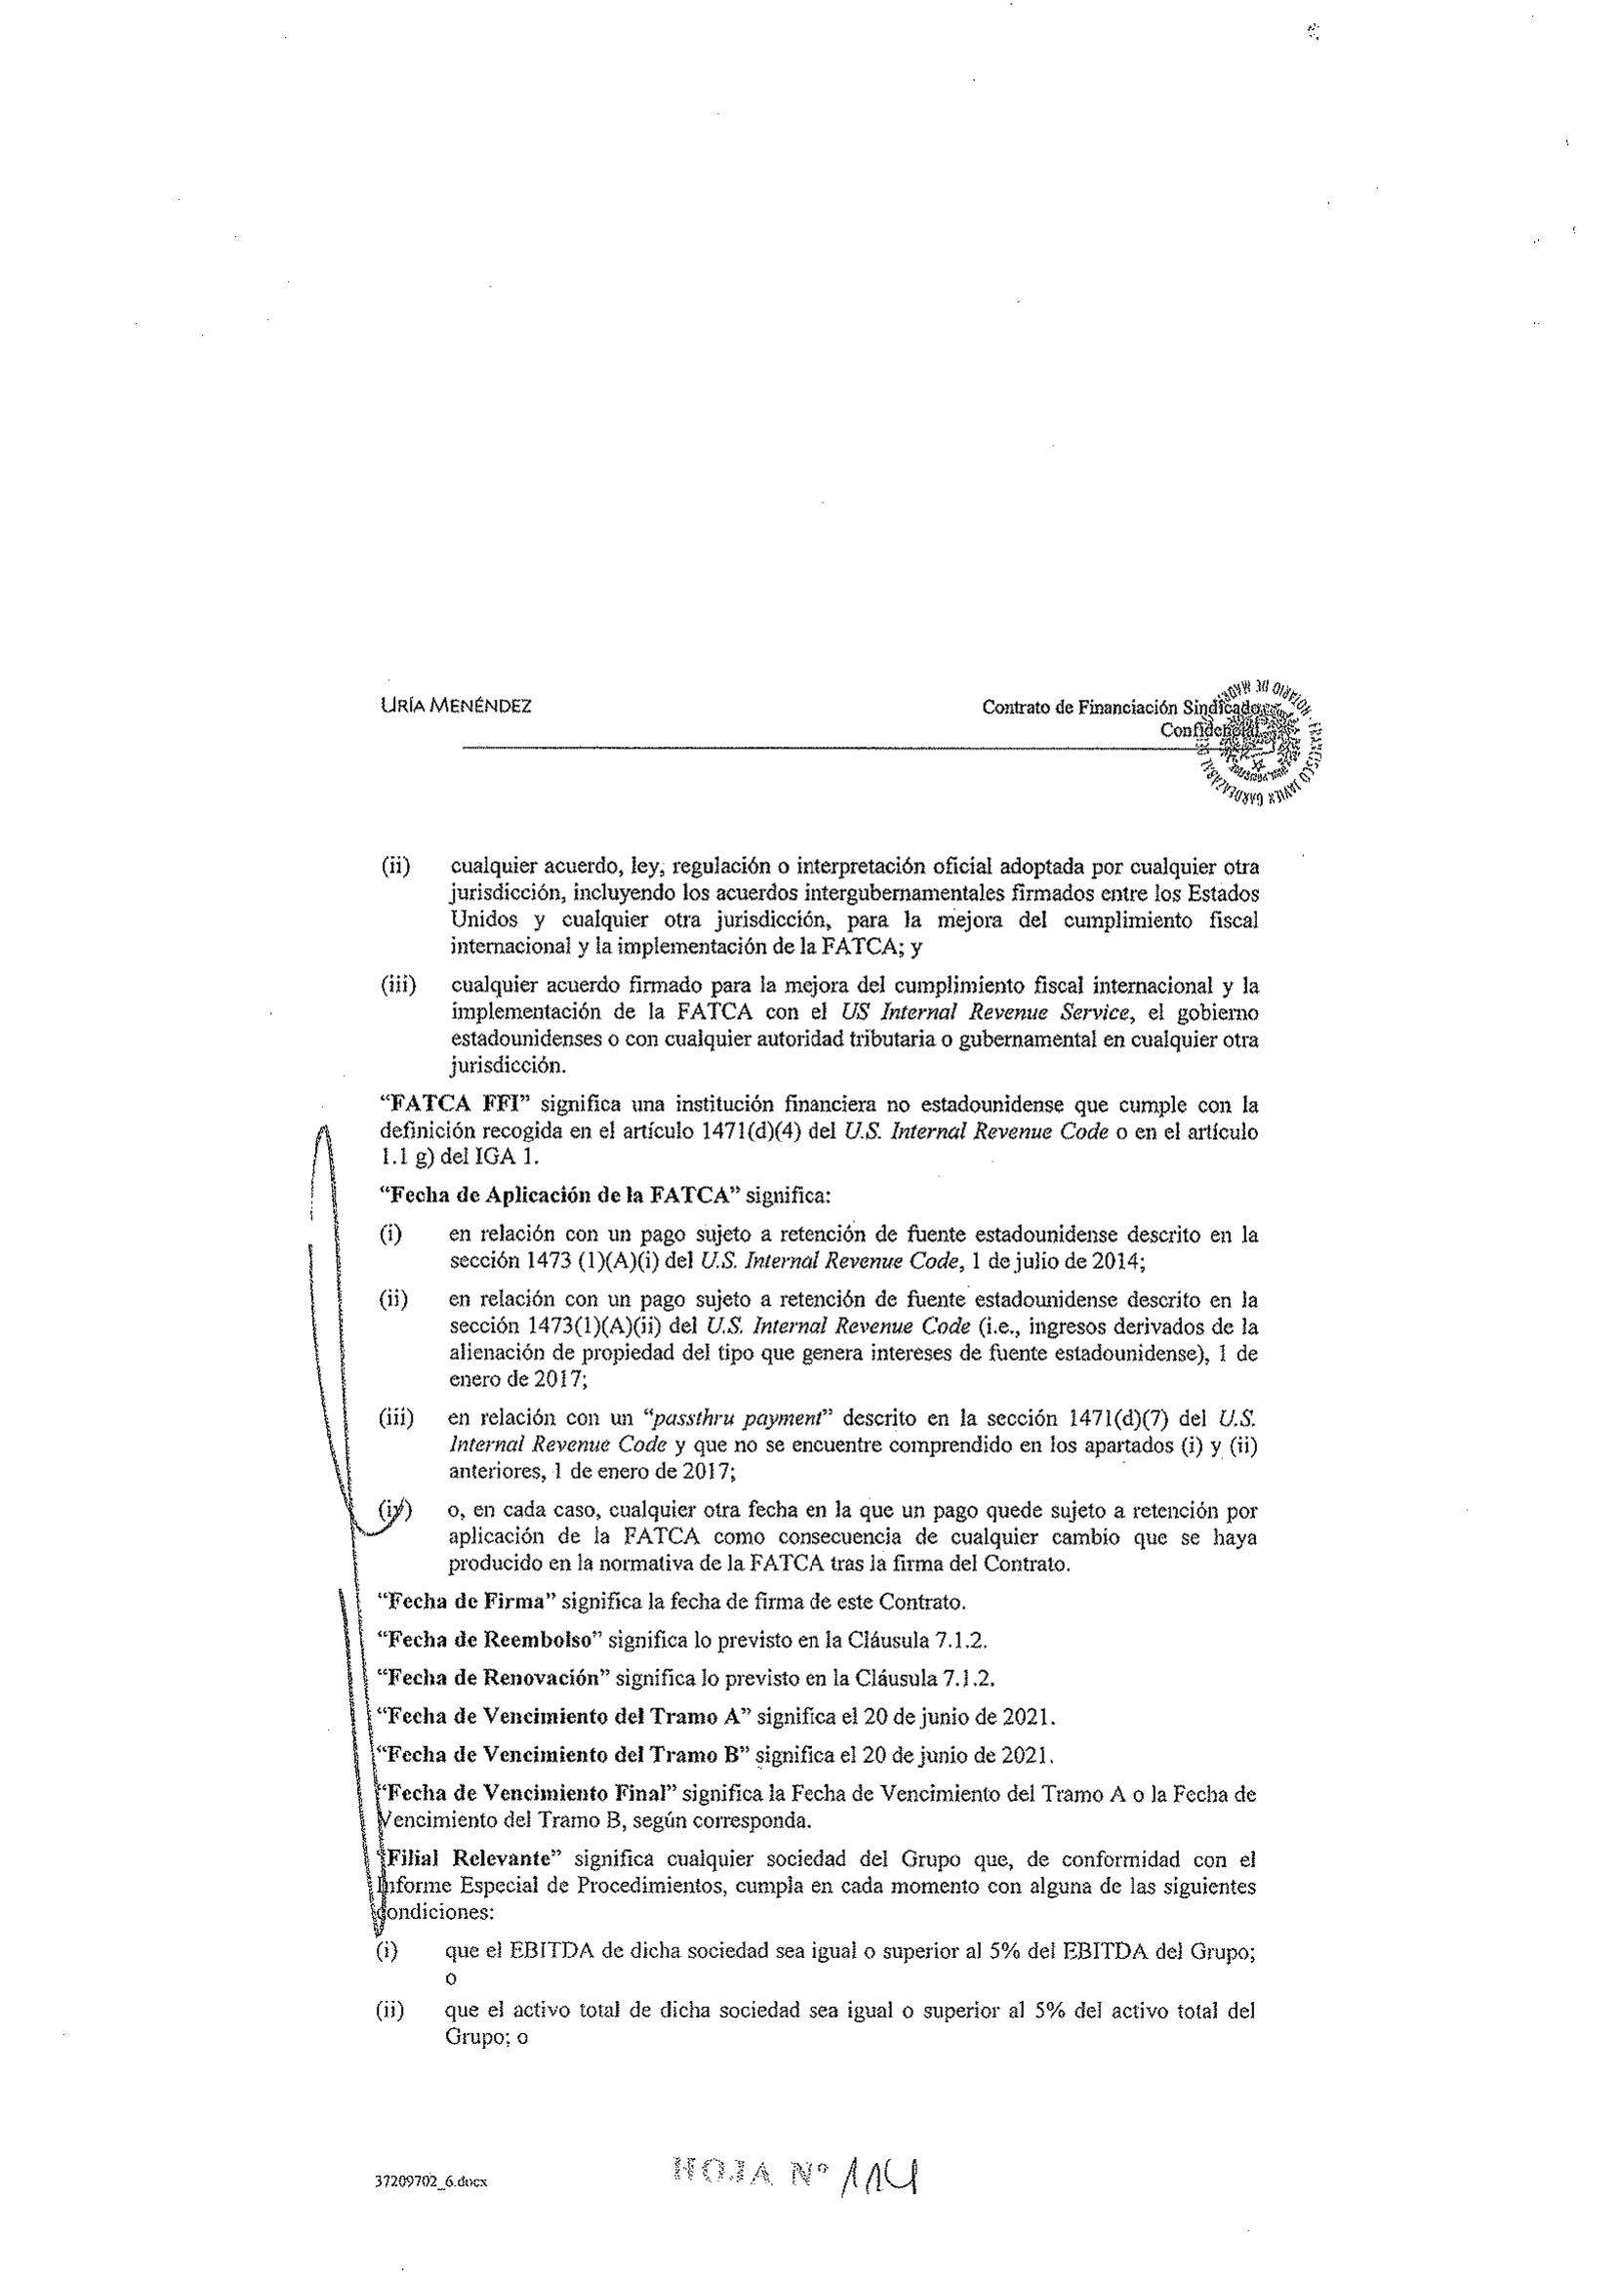 URÍA MENÉNDEZ
Contrato de Financiación Sindicado
Confidencial
(ii) cualquier acuerdo, ley, regulación o interpretación oficial adoptada por cualquier otra
jurisdicción, incluyendo los acuerdos intergubernamentales firmados entre los Estados
Unidos y cualquier otra jurisdicción, para la mejora del cumplimiento fiscal
internacional y la implementación de la FATCA; y
(iii) cualquier acuerdo firmado para la mejora del cumplimiento fiscal internacional y la
implementación de la FATCA con el US Internal Revenue Service, el gobierno
estadounidenses o con cualquier autoridad tributaria o gubernamental en cualquier otra
jurisdicción.
“FATCA FFI” significa una institución financiera no estadounidense que cumple con la
definición recogida en el artículo 1471(d)(4) del U.S. Internal Revenue Code o en el artículo
1.1 g) del IGA 1.
“Fecha de Aplicación de la FATCA” significa:
(i) en relación con un pago sujeto a retención de fuente estadounidense descrito en la
sección 1473 (1)(A)(i) del U.S. Internal Revenue Code, 1 de julio de 2014;
(ii) en relación con un pago sujeto a retención de fuente estadounidense descrito en la
sección 1473(1)(A)(ii) del U.S. Internal Revenue Code (i.e., ingresos derivados de la
alienación de propiedad del tipo que genera intereses de fuente estadounidense), 1 de
enero de 2017;
(iii) en relación con un “passthru payment” descrito en la sección 1471(d)(7) del U.S.
Internal Revenue Code y que no se encuentre comprendido en los apartados (i) y (ii)
anteriores, 1 de enero de 2017;
(iv) o, en cada caso, cualquier otra fecha en la que un pago quede sujeto a retención por
aplicación de la FATCA como consecuencia de cualquier cambio que se haya
producido en la normativa de la FATCA tras la firma del Contrato.
“Fecha de Firma” significa la fecha de firma de este Contrato.
“Fecha de Reembolso” significa lo previsto en la Cláusula 7.1.2.
“Fecha de Renovación” significa lo previsto en la Cláusula 7.1.2.
“Fecha de Vencimiento del Tramo A” significa el 20 de junio de 2021.
“Fecha de Vencimiento del Tramo B” significa el 20 de junio de 2021.
“Fecha de Vencimiento Final” significa la Fecha de Vencimiento del Tramo A o la Fecha de
Vencimiento del Tramo B, según corresponda.
“Filial Relevante” significa cualquier sociedad del Grupo que, de conformidad con el
Informe Especial de Procedimientos, cumpla en cada momento con alguna de las siguientes
condiciones:
(i) que el EBITDA de dicha sociedad sea igual o superior al 5% del EBITDA del Grupo;
o
(ii) que el activo total de dicha sociedad sea igual o superior al 5% del activo total del
Grupo; o
37209702_6.docx
HOJA Nº 114